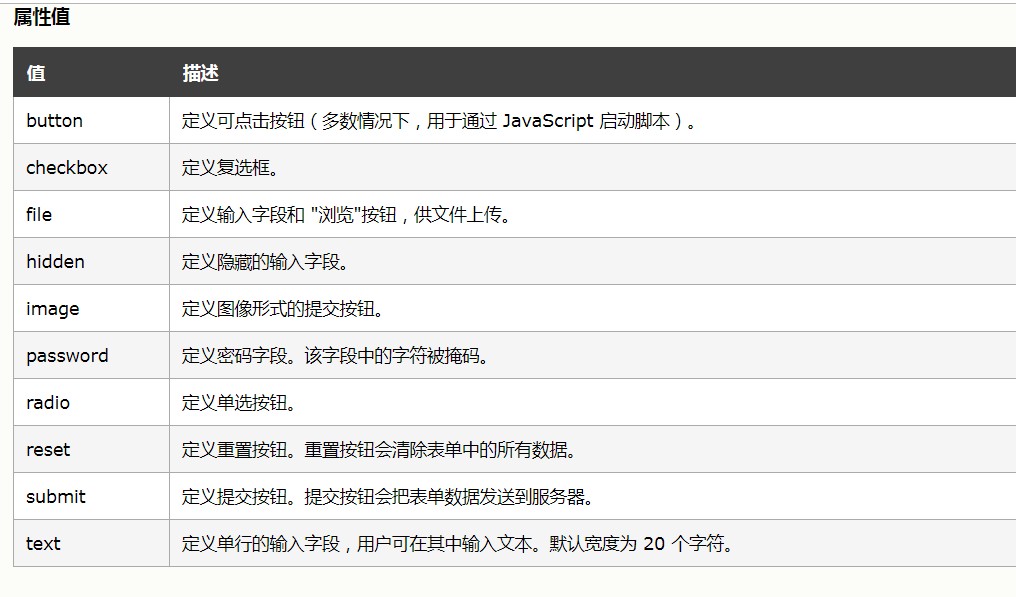 属性值
值 描述
button 定义可点击按钮（多数情况下，用于通过 JavaScript 启动脚本）。
checkbox 定义复选框。
file 定义输入字段和 "浏览"按钮，供文件上传。
hidden 定义隐藏的输入字段。
image 定义图像形式的提交按钮。
password 定义密码字段。该字段中的字符被掩码。
radio 定义单选按钮。
reset 定义重置按钮。重置按钮会清除表单中的所有数据。
submit 定义提交按钮。提交按钮会把表单数据发送到服务器。
text 定义单行的输入字段，用户可在其中输入文本。默认宽度为 20 个字符。